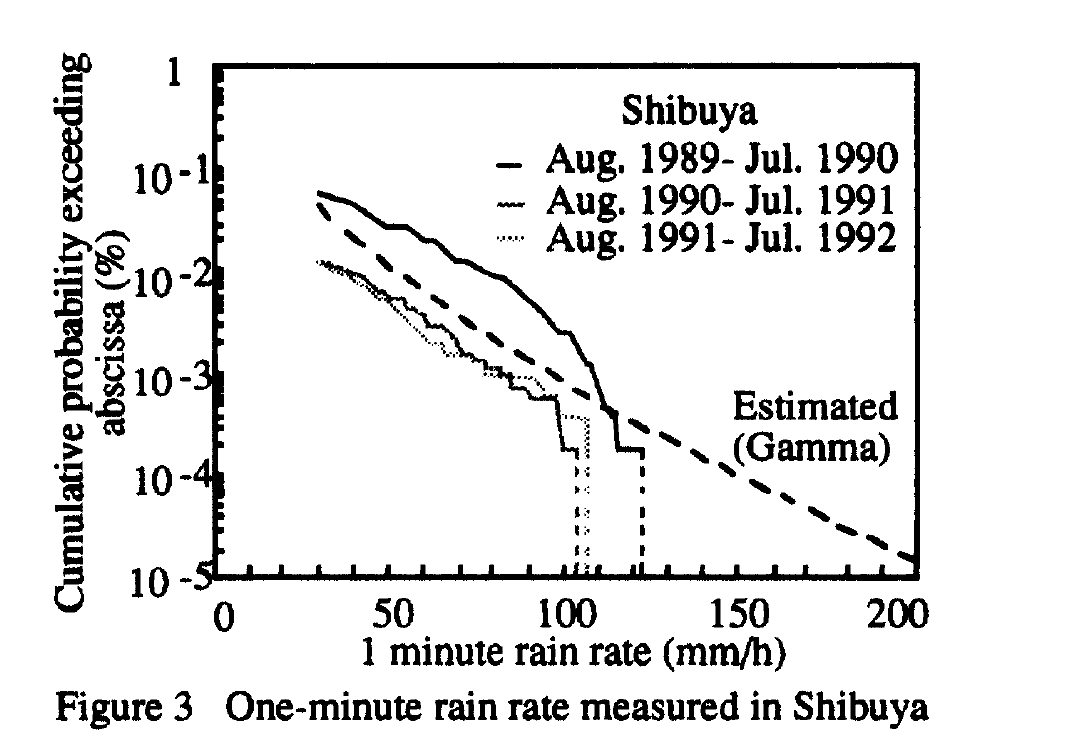 Cumulative probability exceeding
abscissa (%)
1
10 -1
10 -2
10 -3
10 -4
10 -5
Shibuya
Aug. 1989- Jul. 1990
Aug. 1990- Jul. 1991
Aug. 1991- Jul. 1992
Estimated
(Gamma)
0 50 100 150 200
1 minute rain rate (mm/h)
Figure 3 One-minute rain rate measured in Shibuya